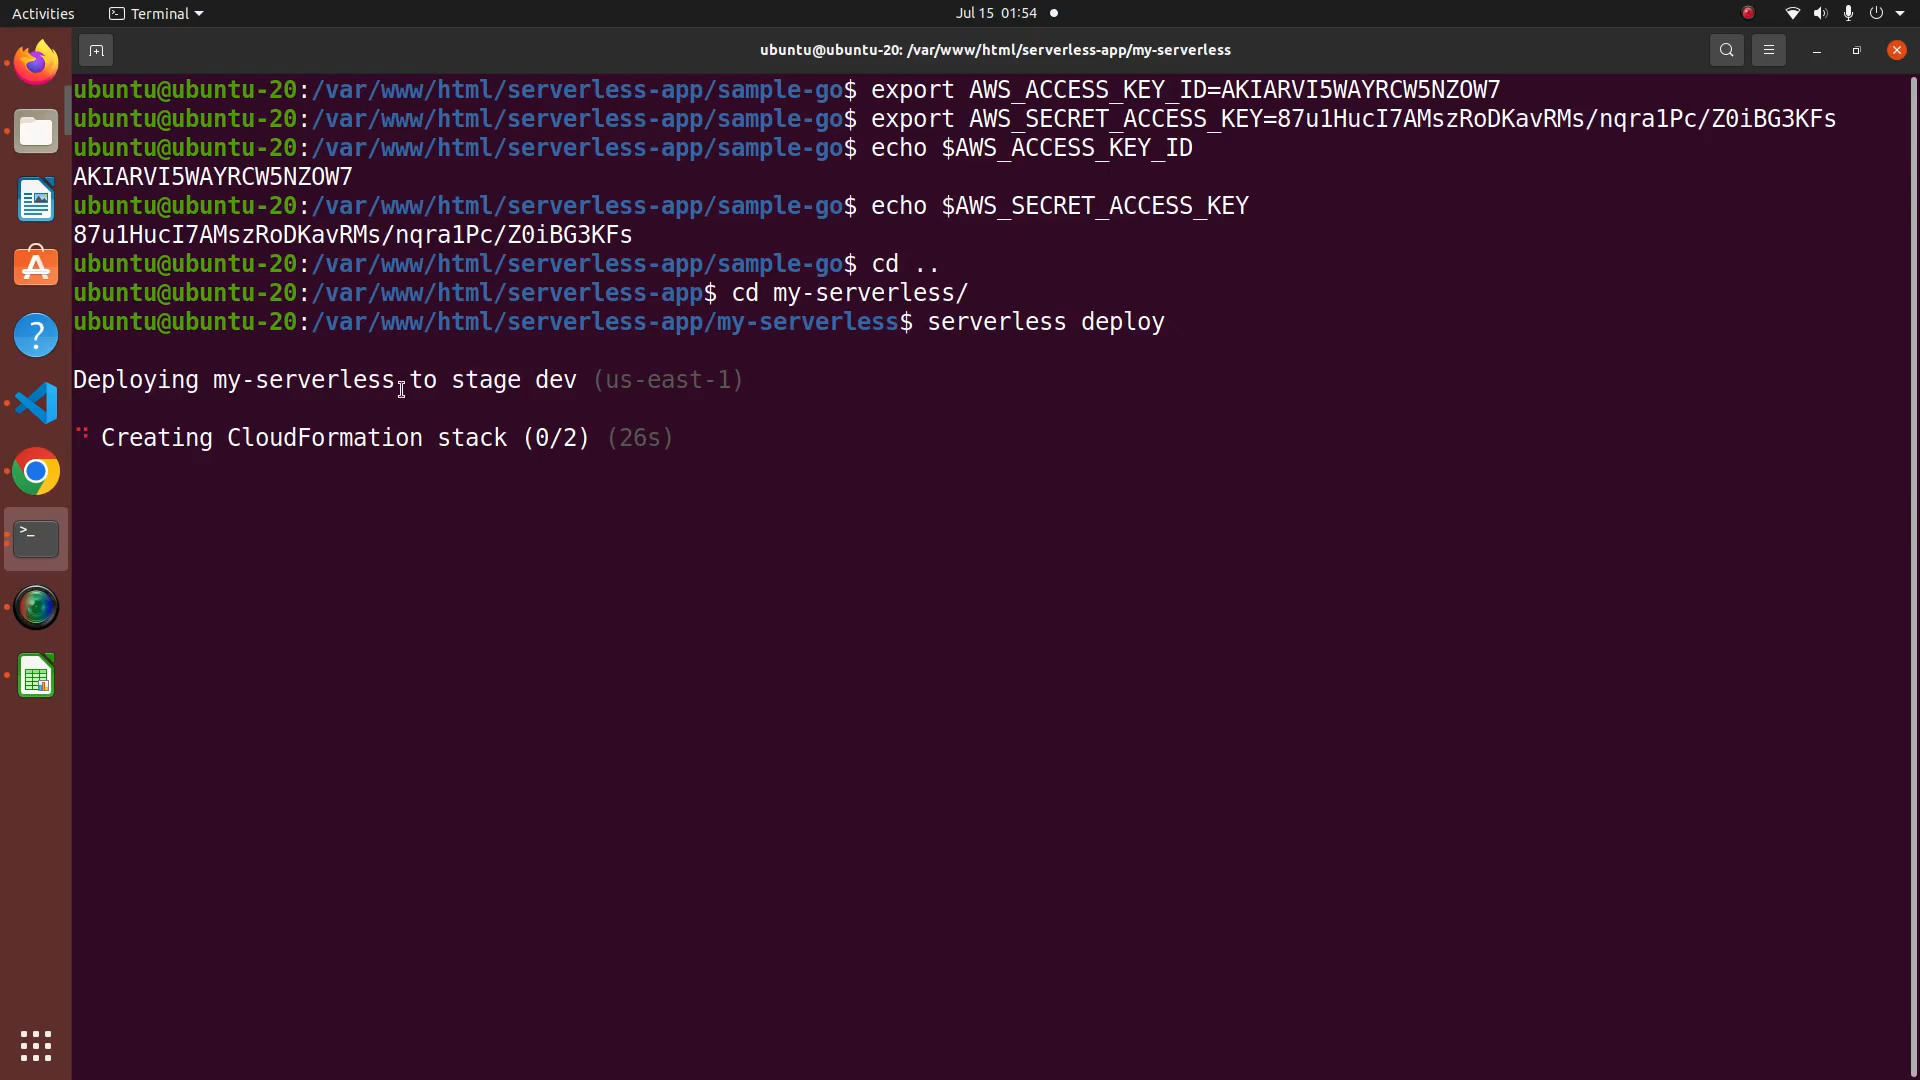 Activities
Terminal
Jul 15 01:54
ubuntu@ubuntu-20: /var/www/html/serverless-app/my-serverless
ubuntu@ubuntu-20:/var/www/html/serverless-app/sample-go$ export AWS_ACCESS_KEY_ID=AKIARVI5WAYRCW5NZOW7
ubuntu@ubuntu-20:/var/www/html/serverless-app/sample-go$ export AWS_SECRET_ACCESS_KEY=87u1HucI7AMszRoDKavRMs/nqra1Pc/Z0iBG3KFs
ubuntu@ubuntu-20:/var/www/html/serverless-app/sample-go$ echo $AWS_ACCESS_KEY_ID
AKIARVI5WAYRCW5NZOW7
ubuntu@ubuntu-20:/var/www/html/serverless-app/sample-go$ echo $AWS_SECRET_ACCESS_KEY
87u1HucI7AMszRoDKavRMs/nqra1Pc/Z0iBG3KFs
ubuntu@ubuntu-20:/var/www/html/serverless-app/sample-go$ cd ..
ubuntu@ubuntu-20:/var/www/html/serverless-app$ cd my-serverless/
ubuntu@ubuntu-20:/var/www/html/serverless-app/my-serverless$ serverless deploy
Deploying my-serverless to stage dev (us-east-1)
Creating CloudFormation stack (0/2) (26s)